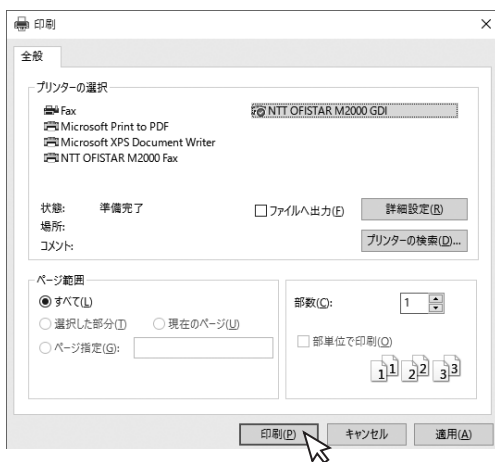 印刷
全般
プリンターの選択
Fax
NTT OFISTAR M2000 GDI
Microsoft Print to PDF
Microsoft XPS Document Writer
NTT OFISTAR M2000 Fax
状態: 準備完了
ファイルへ出力(F)
詳細設定(R)
場所:
コメント:
プリンターの検索(D)...
ページ範囲
すべて(L)
選択した部分(T)
現在のページ(U)
ページ指定(G):
部数(C): 1
部単位で印刷(O)
1 1 2 2 3 3
印刷(P)
キャンセル
適用(A)